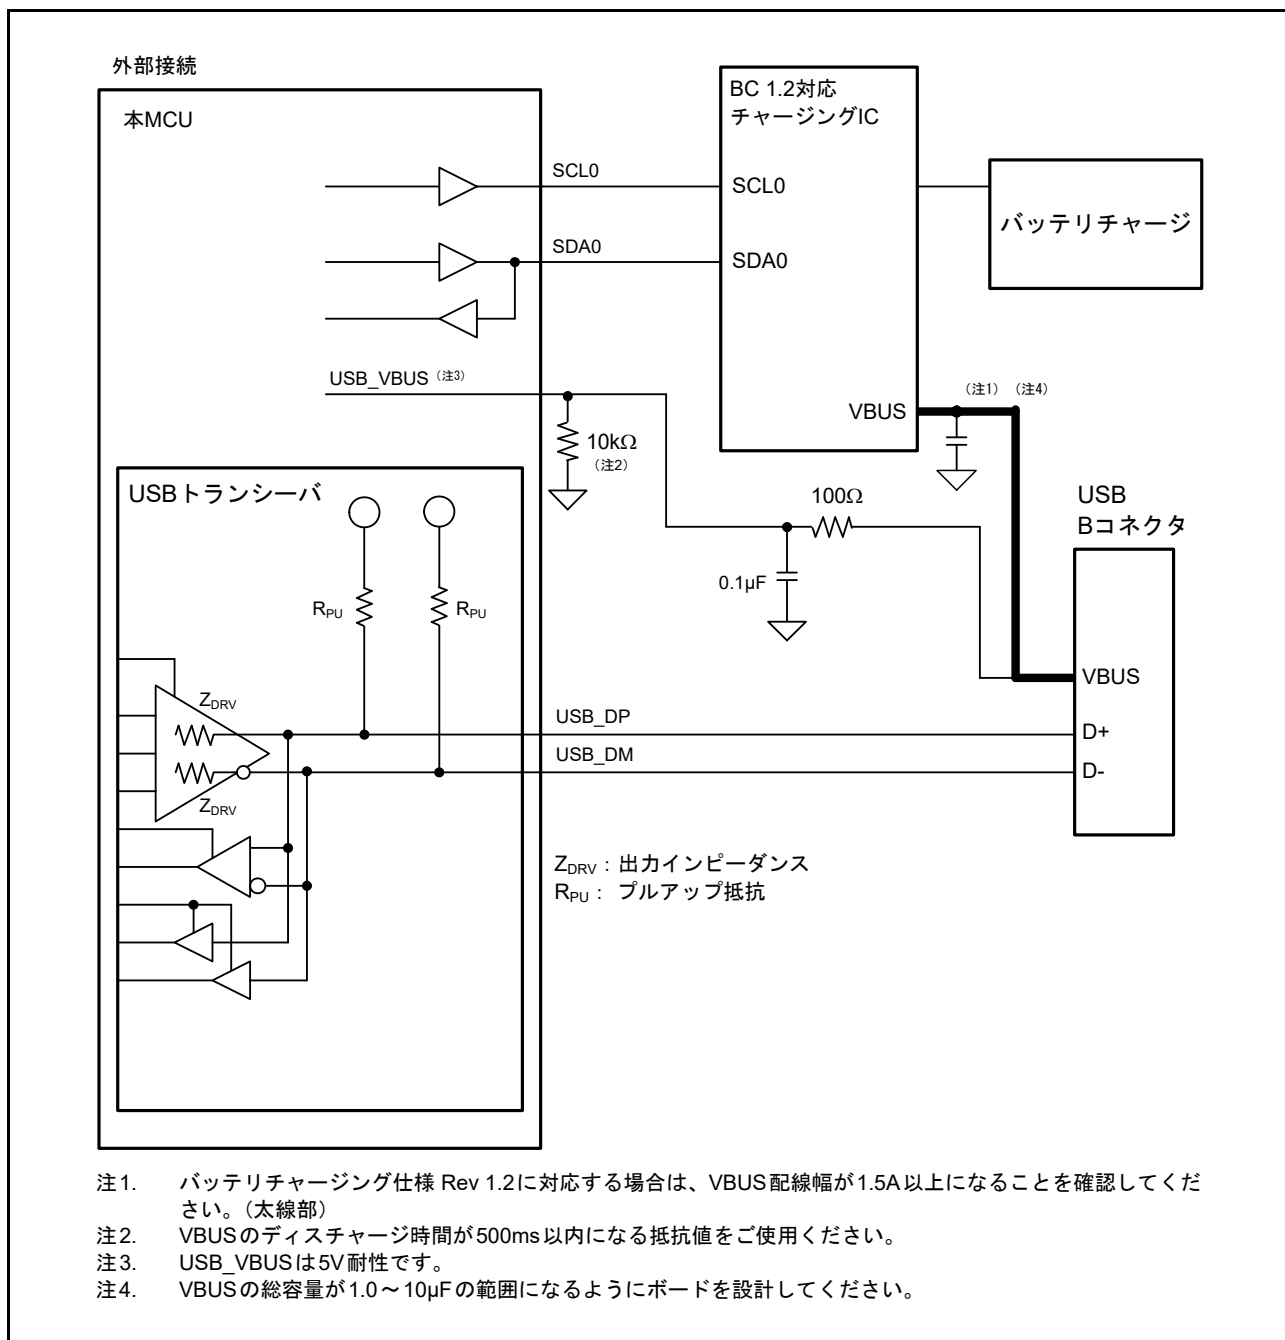 外部接続
本MCU
BC 1.2対応
チャージングIC
SCL0
SCL0
バッテリチャージ
SDA0
SDA0
USB_VBUS（注3）
（注1）（注4）
VBUS
10kΩ
（注2）
USBトランシーバ
100Ω
USB
Bコネクタ
0.1µF
RPU
RPU
VBUS
ZDRV
USB_DP
D+
USB_DM
D-
ZDRV
ZDRV：出力インピーダンス
RPU：プルアップ抵抗
注1. バッテリチャージング仕様 Rev 1.2に対応する場合は、VBUS配線幅が1.5A以上になることを確認してくだ
さい。（太線部）
注2. VBUSのディスチャージ時間が500ms以内になる抵抗値をご使用ください。
注3. USB_VBUSは5V耐性です。
注4. VBUSの総容量が1.0～10µFの範囲になるようにボードを設計してください。